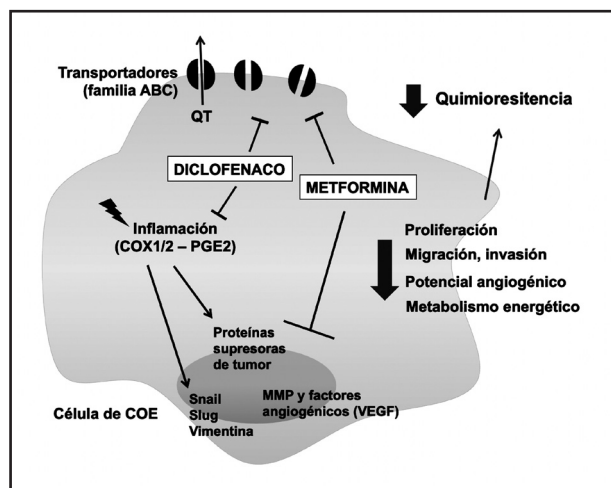 Transportadores
(familia ABC)
QT
Quimioresitencia
DICLOFENACO
METFORMINA
Inflamación
(COX1/2 – PGE2)
Proliferación
Migración, invasión
Potencial angiogénico
Metabolismo energético
Proteínas
supresoras
de tumor
Célula de COE
Snail
Slug
Vimentina
MMP y factores
angiogénicos (VEGF)